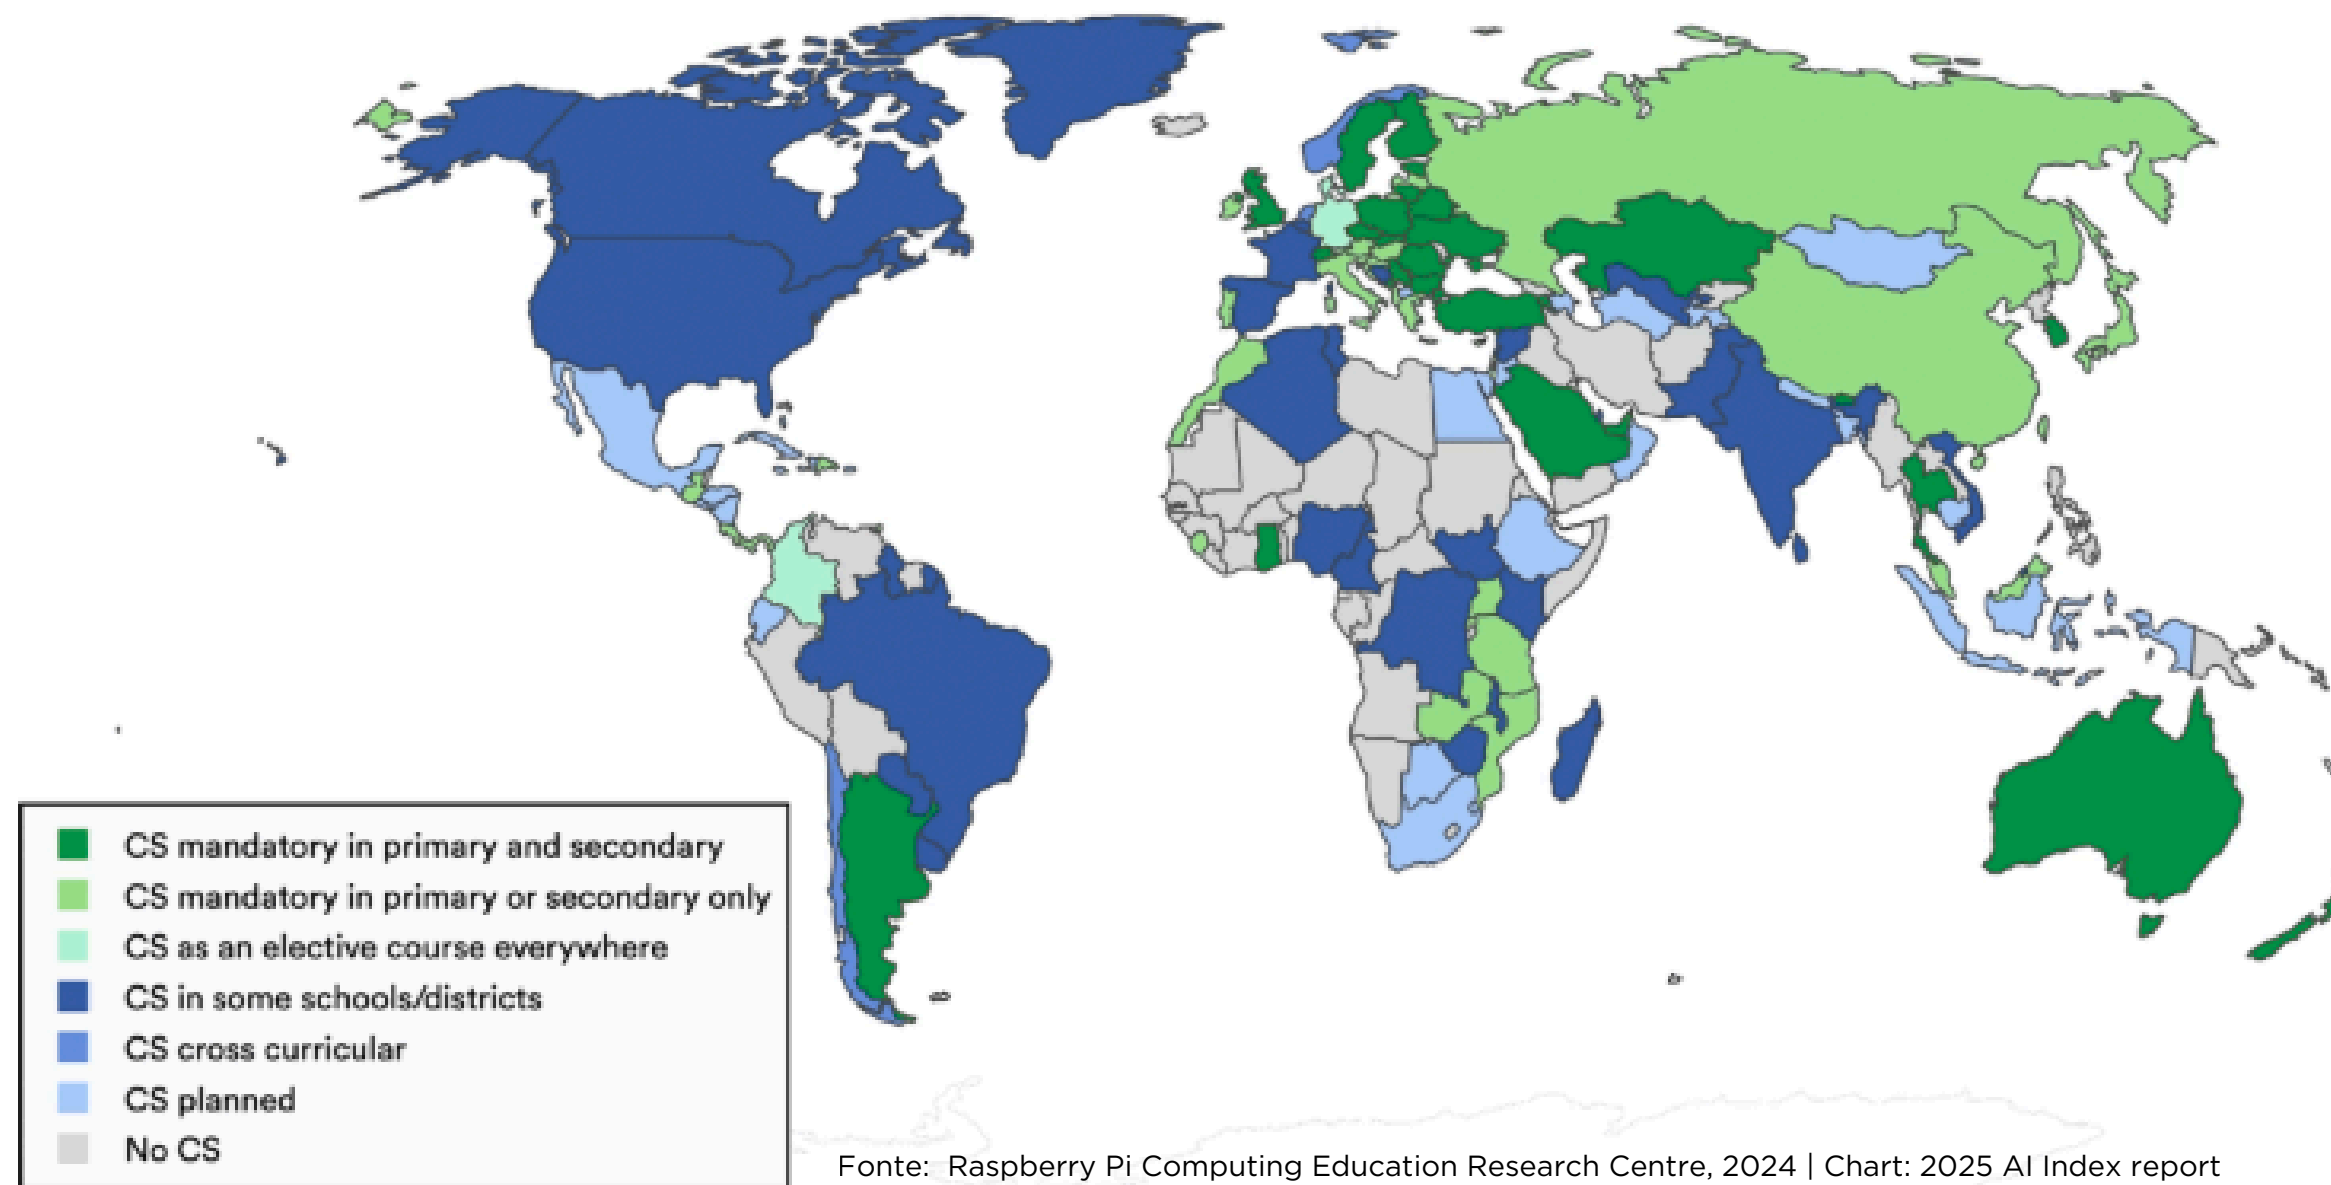 CS mandatory in primary and secondary
CS mandatory in primary or secondary only
CS as an elective course everywhere
CS in some schools/districts
CS cross curricular
CS planned
No CS
Fonte:  Raspberry Pi Computing Education Research Centre, 2024 | Chart: 2025 AI Index report